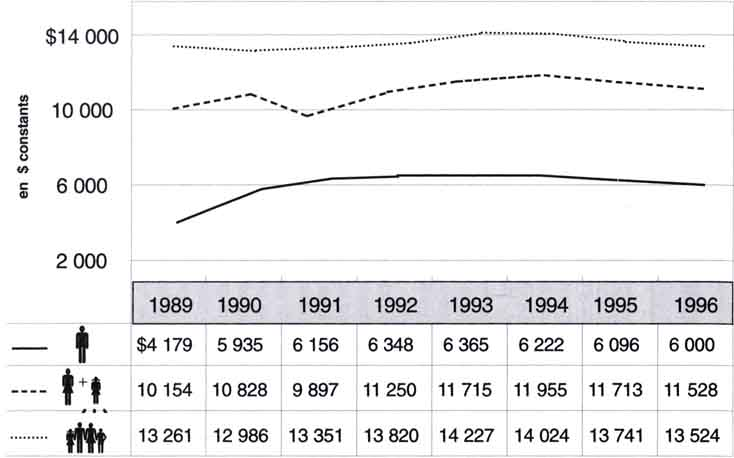 $14 000
10 000
6 000
2 000
en $ constants
1989 1990 1991 1992 1993 1994 1995 1996
$4 179 5 935 6 156 6 348 6 365 6 222 6 096 6 000
+
10 154 10 828 9 897 11 250 11 715 11 955 11 713 11 528
13 261 12 986 13 351 13 820 14 227 14 024 13 741 13 524